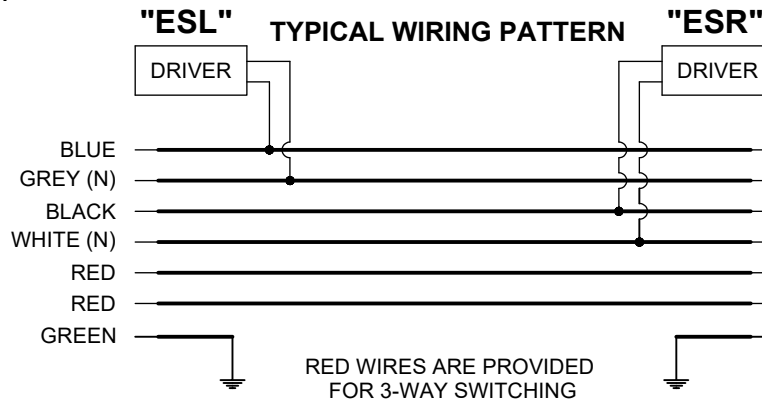 "ESL" TYPICAL WIRING PATTERN "ESR"
DRIVER DRIVER
BLUE
GREY (N)
BLACK
WHITE (N)
RED
RED
GREEN
RED WIRES ARE PROVIDED
FOR 3-WAY SWITCHING